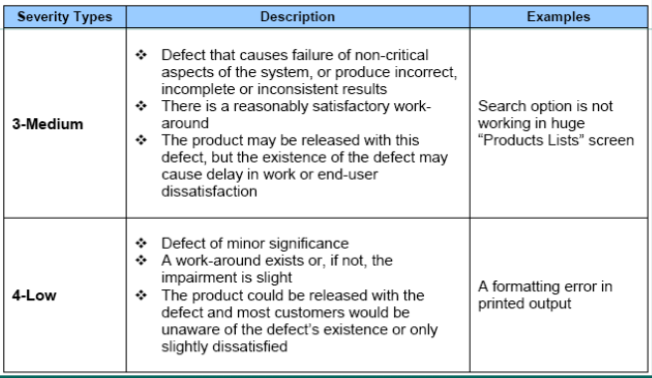 Severity Types Description Examples
3-Medium
❖ Defect that causes failure of non-critical
aspects of the system, or produce incorrect,
incomplete or inconsistent results
❖ There is a reasonably satisfactory work-
around
❖ The product may be released with this
defect, but the existence of the defect may
cause delay in work or end-user
dissatisfaction
Search option is not
working in huge
“Products Lists” screen
4-Low
❖ Defect of minor significance
❖ A work-around exists or, if not, the
impairment is slight
❖ The product could be released with the
defect and most customers would be
unaware of the defect’s existence or only
slightly dissatisfied
A formatting error in
printed output